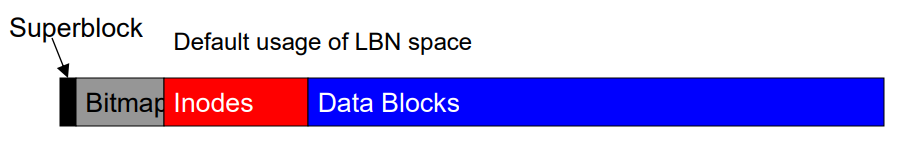 Superblock
Default usage of LBN space
Bitmap
Inodes
Data Blocks